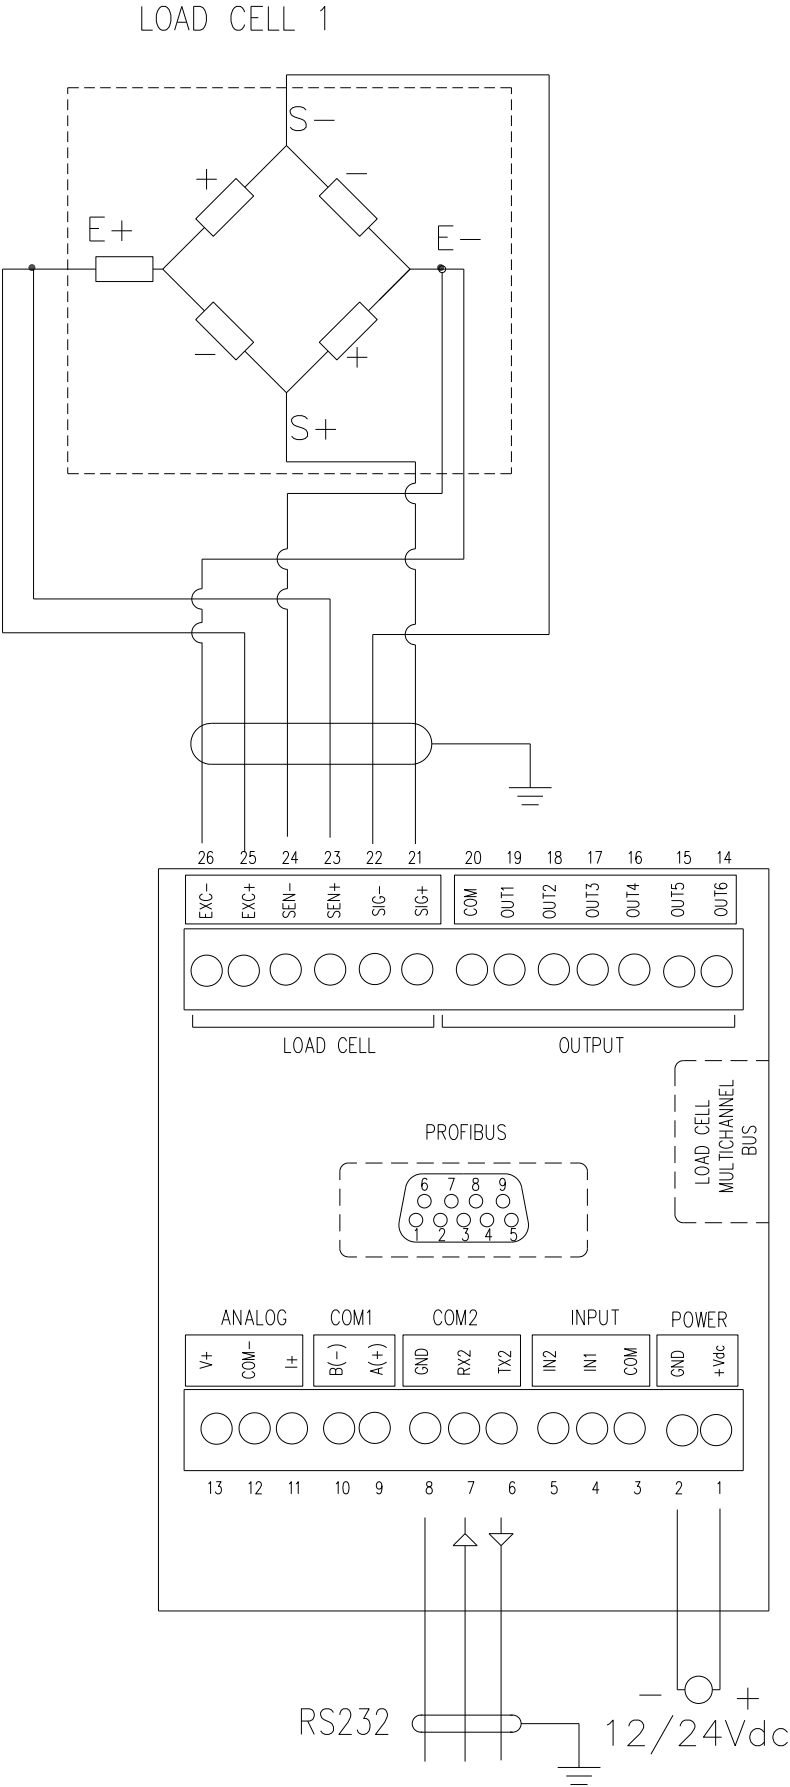 LOAD CELL 1
S-
+ -
E+ E-
- +
S+
26 25 24 23 22 21 20 19 18 17 16 15 14
EXC- EXC+ SEN- SEN+ SIG- SIG+ COM OUT1 OUT2 OUT3 OUT4 OUT5 OUT6
LOAD CELL OUTPUT
LOAD CELL
MULTICHANNEL
BUS
PROFIBUS
6 7 8 9
1 2 3 4 5
ANALOG COM1 COM2 INPUT POWER
V+ COM- I+ B(-) A(+) GND RX2 TX2 IN2 IN1 COM GND +Vdc
13 12 11 10 9 8 7 6 5 4 3 2 1
- +
RS232 12/24Vdc